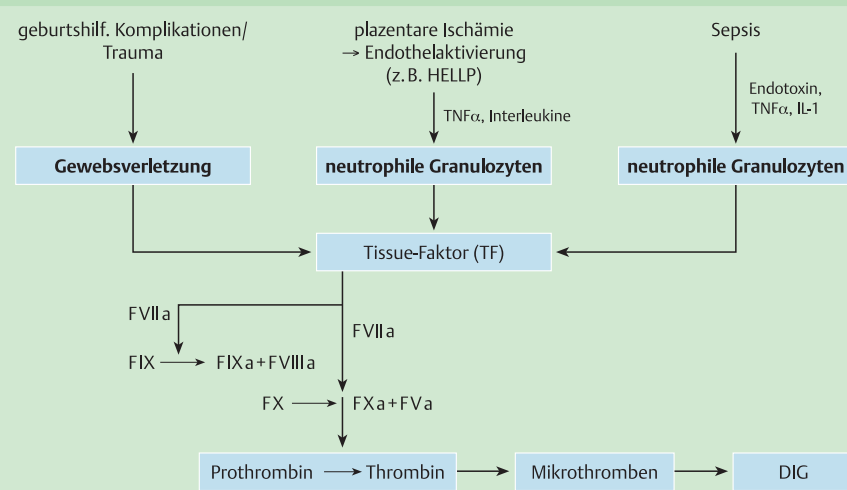 geburtshilf. Komplikationen/
Trauma
plazentare Ischämie
→ Endothelaktivierung
(z. B. HELLP)
Sepsis
TNFα, Interleukine
Endotoxin,
TNFα, IL-1
Gewebsverletzung
neutrophile Granulozyten
neutrophile Granulozyten
Tissue-Faktor (TF)
FVIIa
FVIIa
FIX → FIXa + FVIIIa
FX → FXa + FVa
Prothrombin → Thrombin
Mikrothromben
DIG